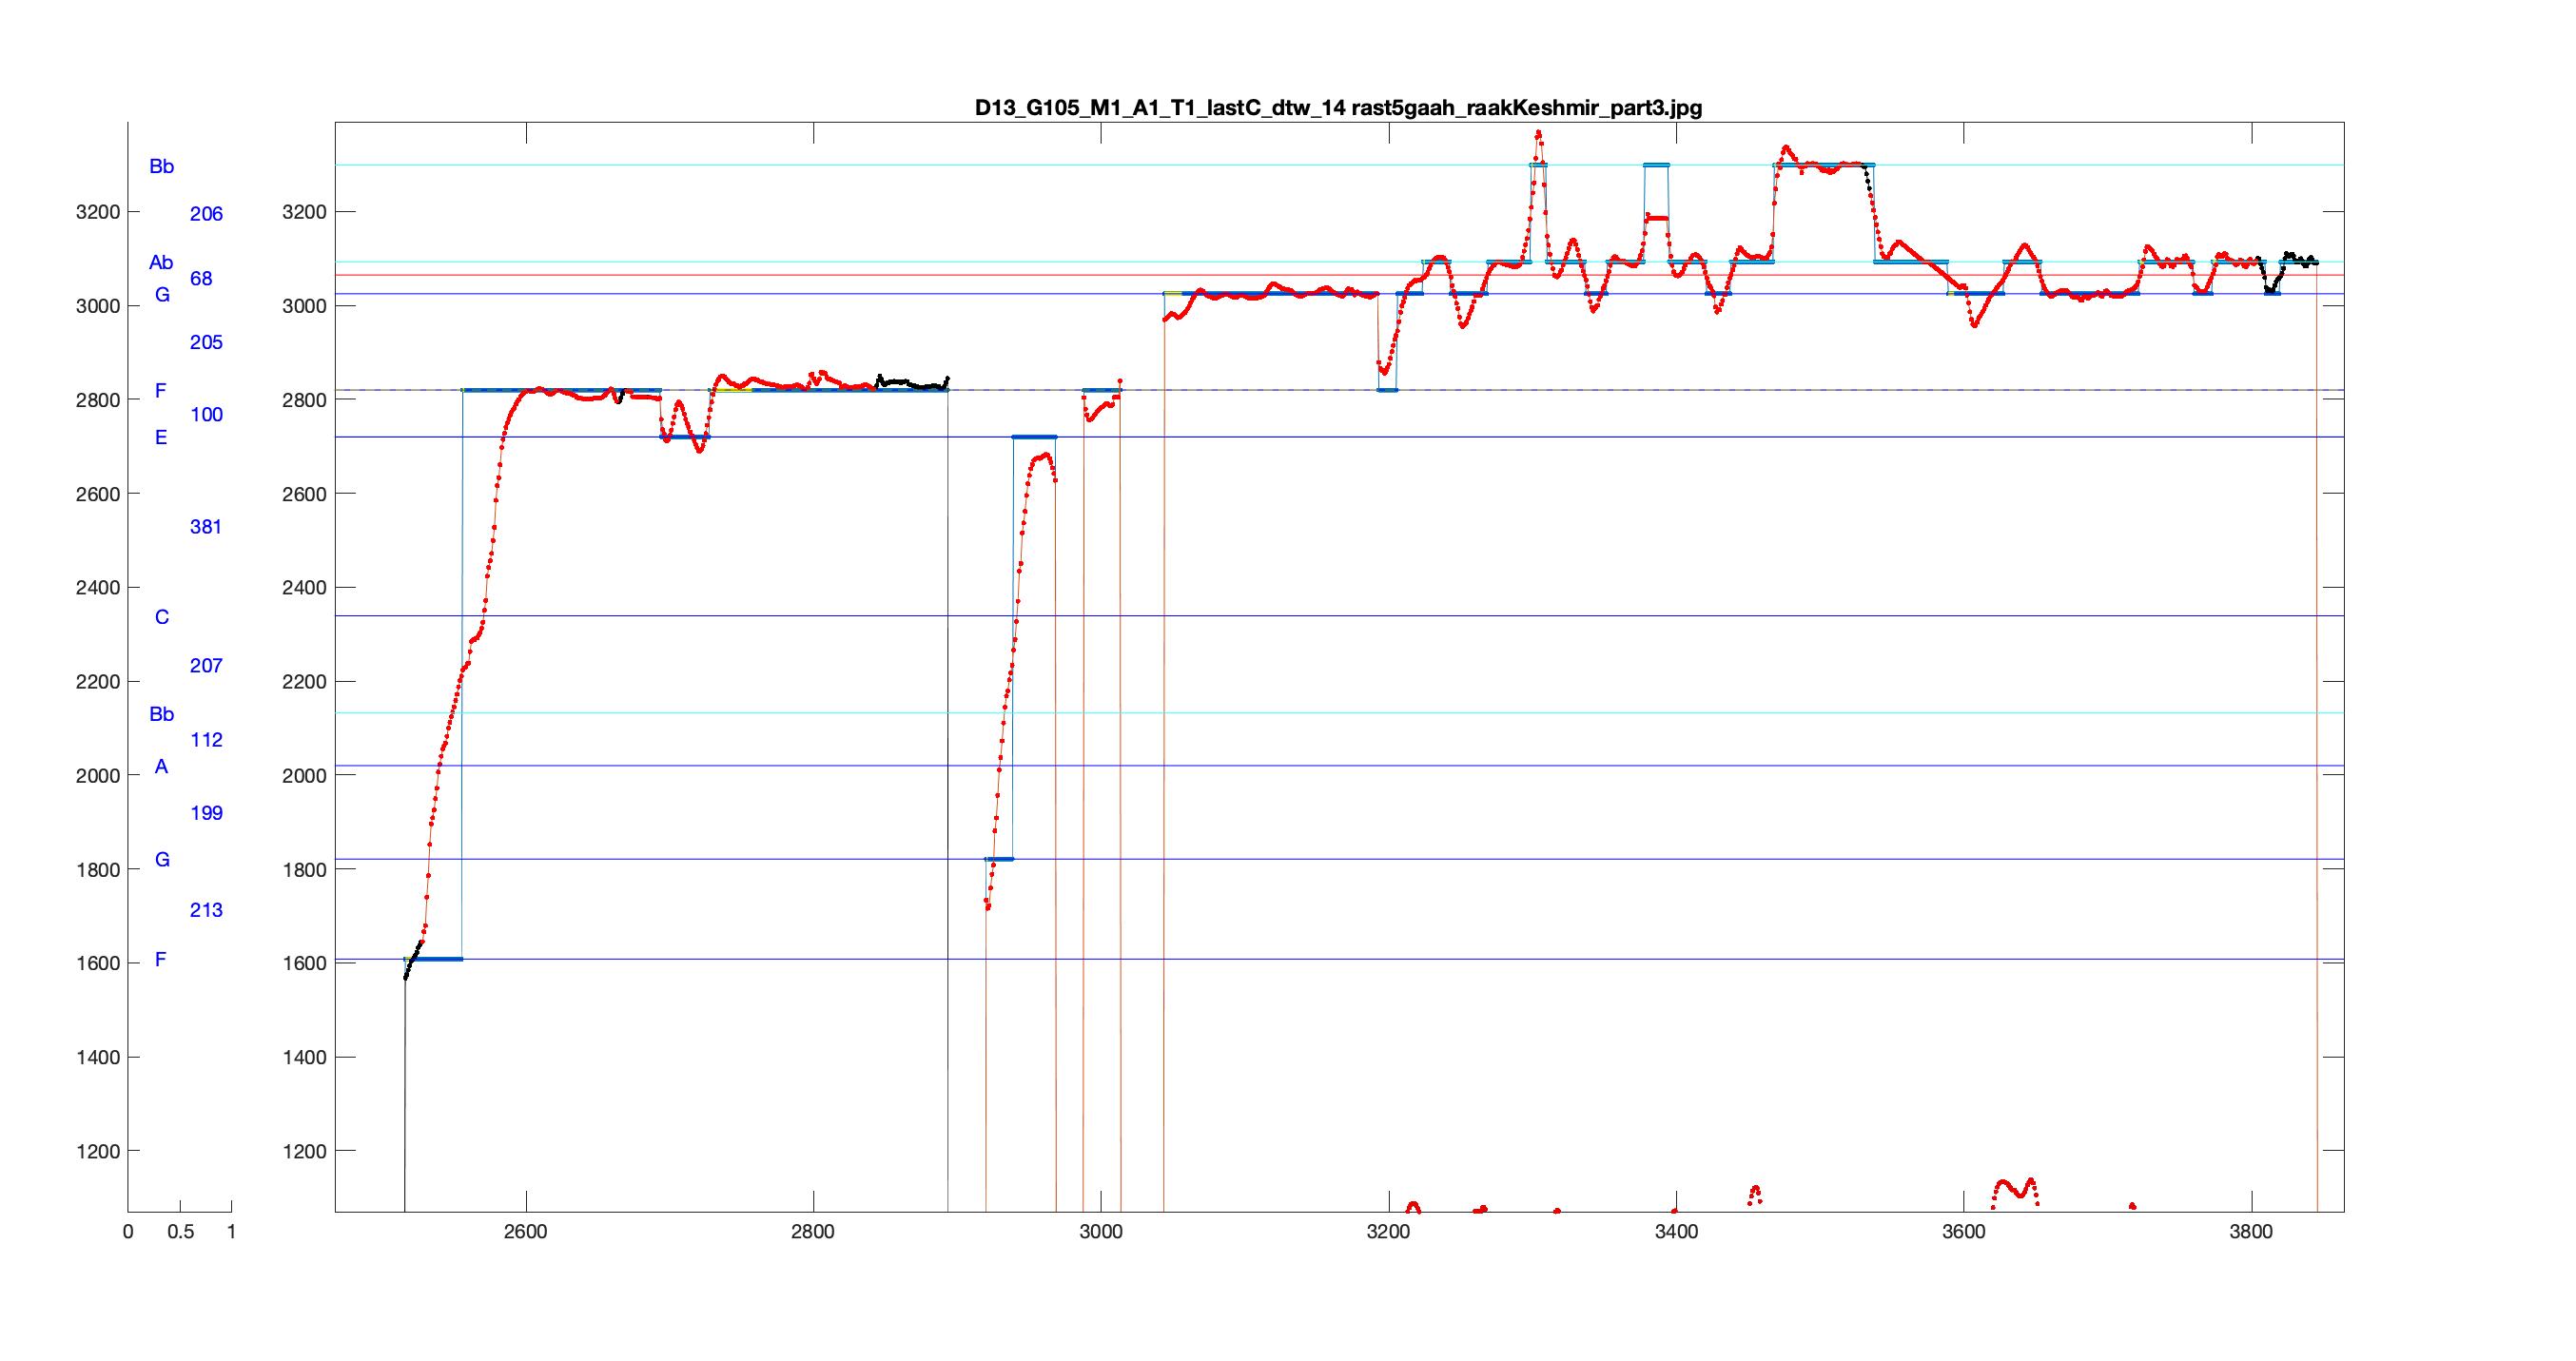 D13_G105_M1_A1_T1_lastC_dtw_14 rast5gaah_raakKeshmir_part3.jpg
Bb
3200 206 3200
Ab
68
G
3000 3000
205
F
2800 100 2800
E
2600 2600
381
2400 2400
C
207
2200 2200
Bb
112
2000 A 2000
199
G
1800 1800
213
1600 F 1600
1400 1400
1200 1200
0 0.5 1 2600 2800 3000 3200 3400 3600 3800